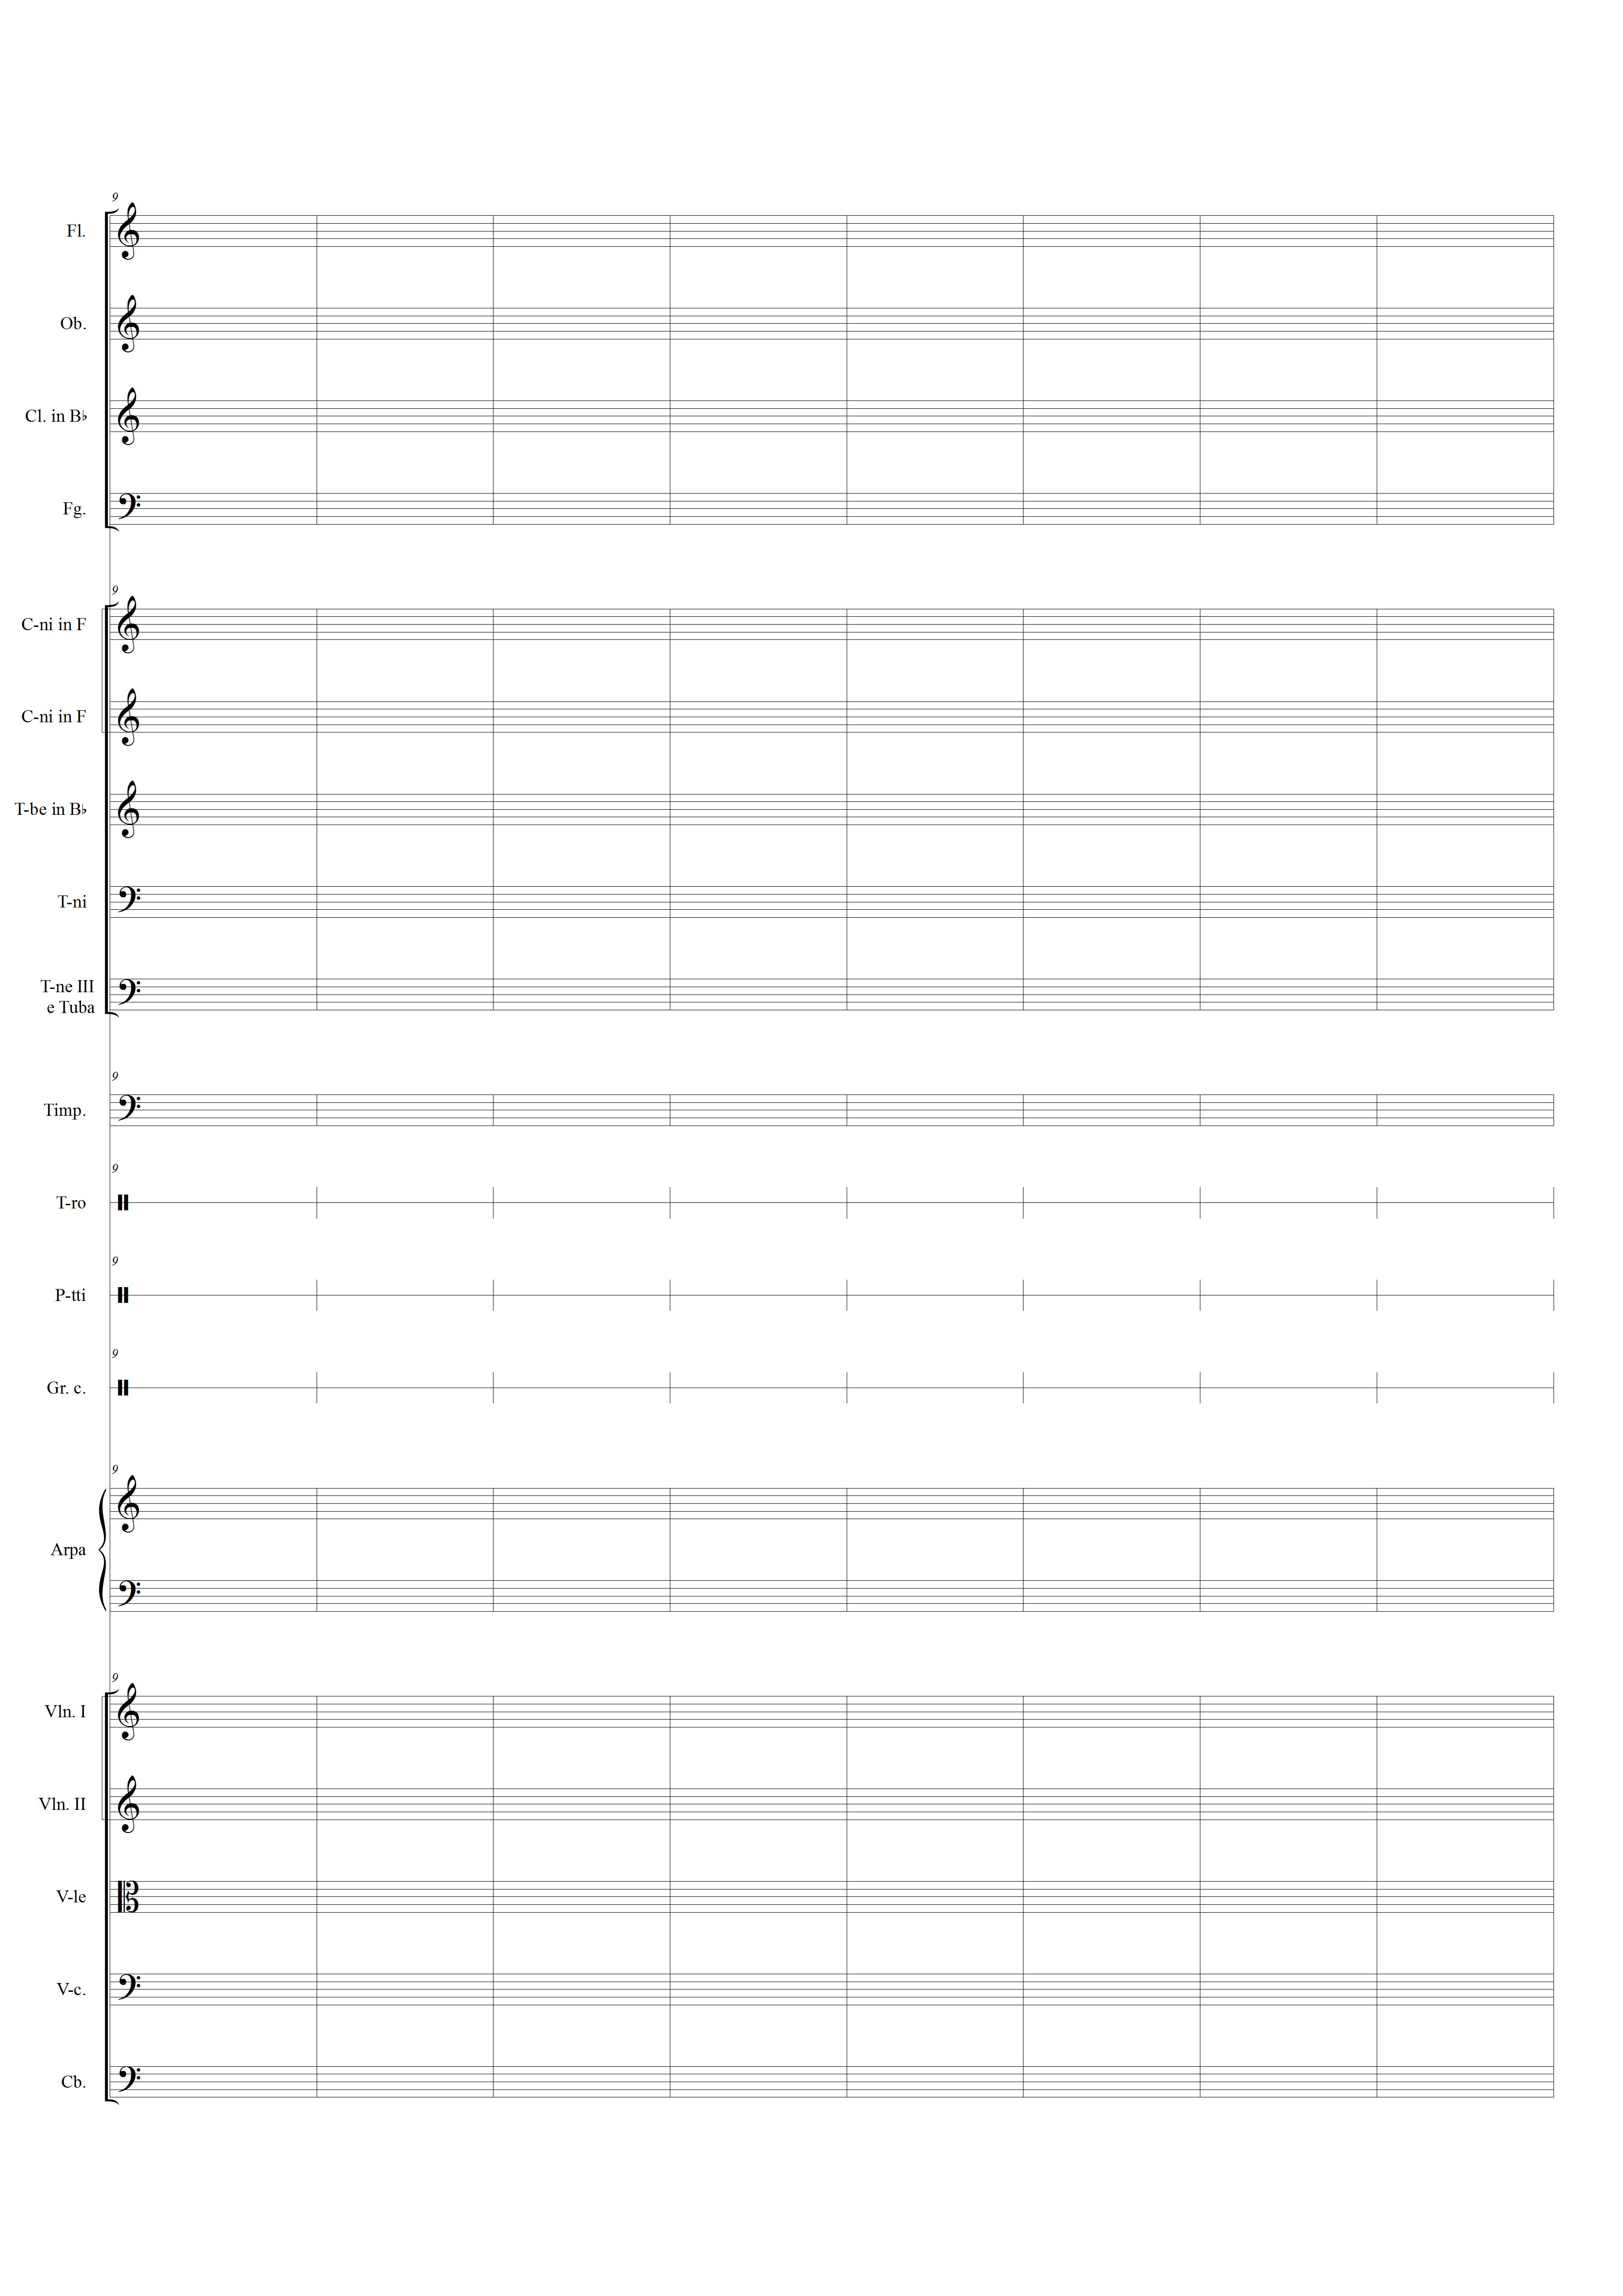 9
Fl.
Ob.
Cl. in B♭
Fg.
9
C-ni in F
C-ni in F
T-be in B♭
T-ni
T-ne III
e Tuba
9
Timp.
9
T-ro
9
P-tti
9
Gr. c.
9
Arpa
9
Vln. I
Vln. II
V-le
V-c.
Cb.